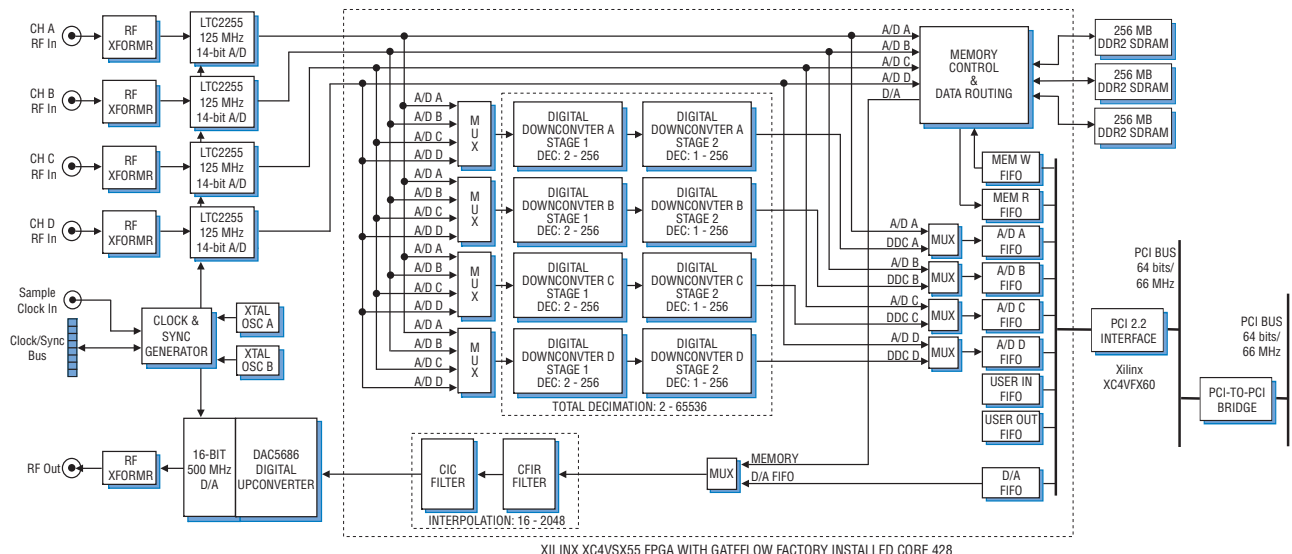 CH A
RF In
RF
XFORMR
LTC2255
125 MHz
14-bit A/D
CH B
RF In
RF
XFORMR
LTC2255
125 MHz
14-bit A/D
CH C
RF In
RF
XFORMR
LTC2255
125 MHz
14-bit A/D
CH D
RF In
RF
XFORMR
LTC2255
125 MHz
14-bit A/D
Sample
Clock In
Clock/Sync
Bus
CLOCK &
SYNC
GENERATOR
XTAL
OSC A
XTAL
OSC B
RF Out
RF
XFORMR
16-BIT
500 MHz
D/A
DAC5686
DIGITAL
UPCONVERTER
A/D A
A/D B
A/D C
A/D D
MUX
DIGITAL
DOWNCONVTER A
STAGE 1
DEC: 2 - 256
DIGITAL
DOWNCONVTER A
STAGE 2
DEC: 1 - 256
A/D A
A/D B
A/D C
A/D D
MUX
DIGITAL
DOWNCONVTER B
STAGE 1
DEC: 2 - 256
DIGITAL
DOWNCONVTER B
STAGE 2
DEC: 1 - 256
A/D A
A/D B
A/D C
A/D D
MUX
DIGITAL
DOWNCONVTER C
STAGE 1
DEC: 2 - 256
DIGITAL
DOWNCONVTER C
STAGE 2
DEC: 1 - 256
A/D A
A/D B
A/D C
A/D D
MUX
DIGITAL
DOWNCONVTER D
STAGE 1
DEC: 2 - 256
DIGITAL
DOWNCONVTER D
STAGE 2
DEC: 1 - 256
TOTAL DECIMATION: 2 - 65536
CIC
FILTER
CFIR
FILTER
INTERPOLATION: 16 - 2048
MUX
MEMORY
D/A FIFO
A/D A
A/D B
A/D C
A/D D
D/A
MEMORY
CONTROL
&
DATA ROUTING
256 MB
DDR2 SDRAM
256 MB
DDR2 SDRAM
256 MB
DDR2 SDRAM
MEM W
FIFO
MEM R
FIFO
A/D A
DDC A
MUX
A/D A
FIFO
A/D B
DDC B
MUX
A/D B
FIFO
A/D C
DDC C
MUX
A/D C
FIFO
A/D D
DDC D
MUX
A/D D
FIFO
USER IN
FIFO
USER OUT
FIFO
D/A
FIFO
PCI BUS
64 bits/
66 MHz
PCI 2.2
INTERFACE
Xilinx
XC4VFX60
PCI BUS
64 bits/
66 MHz
PCI-TO-PCI
BRIDGE
XILINX XC4VSX55 FPGA WITH GATEFLOW FACTORY INSTALLED CORE 428